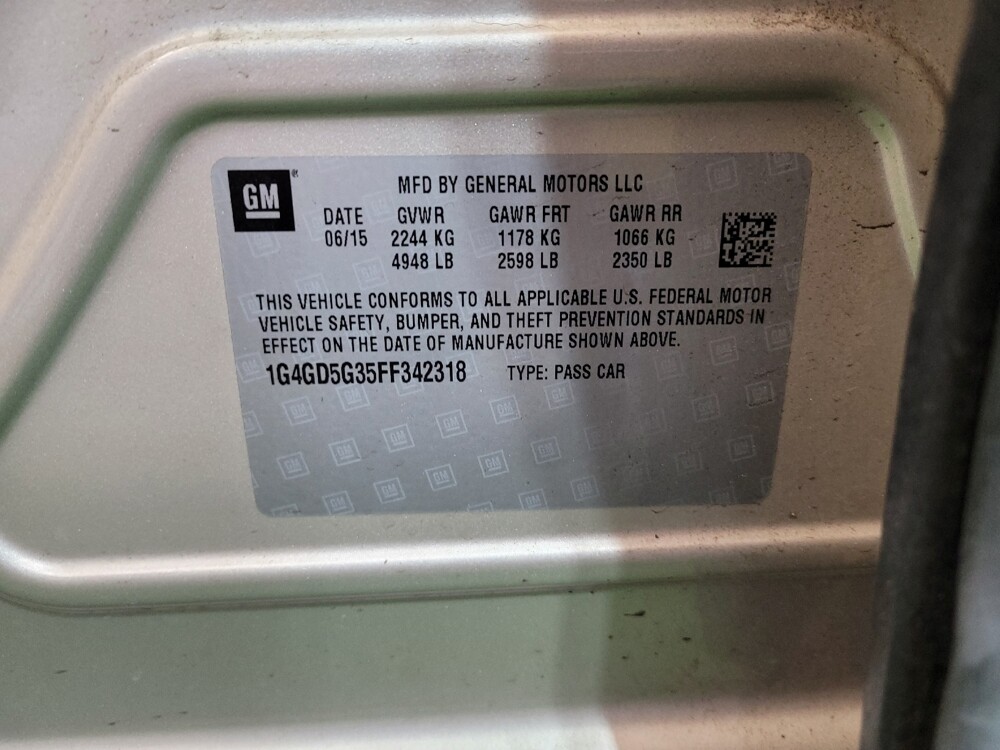 GM®
MFD BY GENERAL MOTORS LLC
DATE GVWR GAWR FRT GAWR RR
06/15 2244 KG 1178 KG 1066 KG
4948 LB 2598 LB 2350 LB
THIS VEHICLE CONFORMS TO ALL APPLICABLE U.S. FEDERAL MOTOR
VEHICLE SAFETY, BUMPER, AND THEFT PREVENTION STANDARDS IN
EFFECT ON THE DATE OF MANUFACTURE SHOWN ABOVE.
1G4GD5G35FF342318 TYPE: PASS CAR